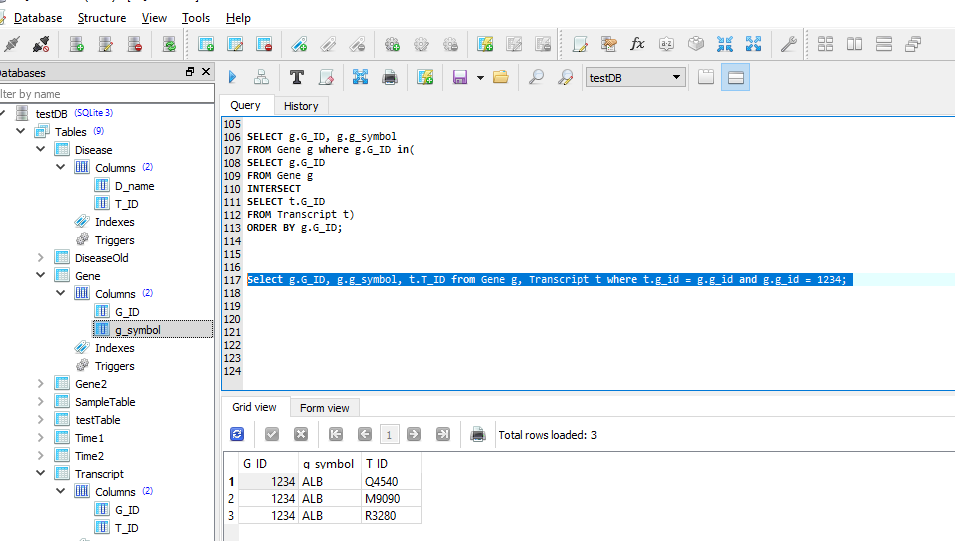 Database Structure View Tools Help
Databases
Filter by name
testDB (SQLite 3)
Tables (9)
Disease
Columns (2)
D_name
T_ID
Indexes
Triggers
DiseaseOld
Gene
Columns (2)
G_ID
g_symbol
Indexes
Triggers
Gene2
SampleTable
testTable
Time1
Time2
Transcript
Columns (2)
G_ID
T_ID
testDB
Query History
105
106 SELECT g.G_ID, g.g_symbol
107 FROM Gene g where g.G_ID in(
108 SELECT g.G_ID
109 FROM Gene g
110 INTERSECT
111 SELECT t.G_ID
112 FROM Transcript t)
113 ORDER BY g.G_ID;
114
115
116
117 Select g.G_ID, g.g_symbol, t.T_ID from Gene g, Transcript t where t.g_id = g.g_id and g.g_id = 1234;
118
119
120
121
122
123
124
Grid view Form view
1 Total rows loaded: 3
G_ID g_symbol T_ID
1 1234 ALB Q4540
2 1234 ALB M9090
3 1234 ALB R3280